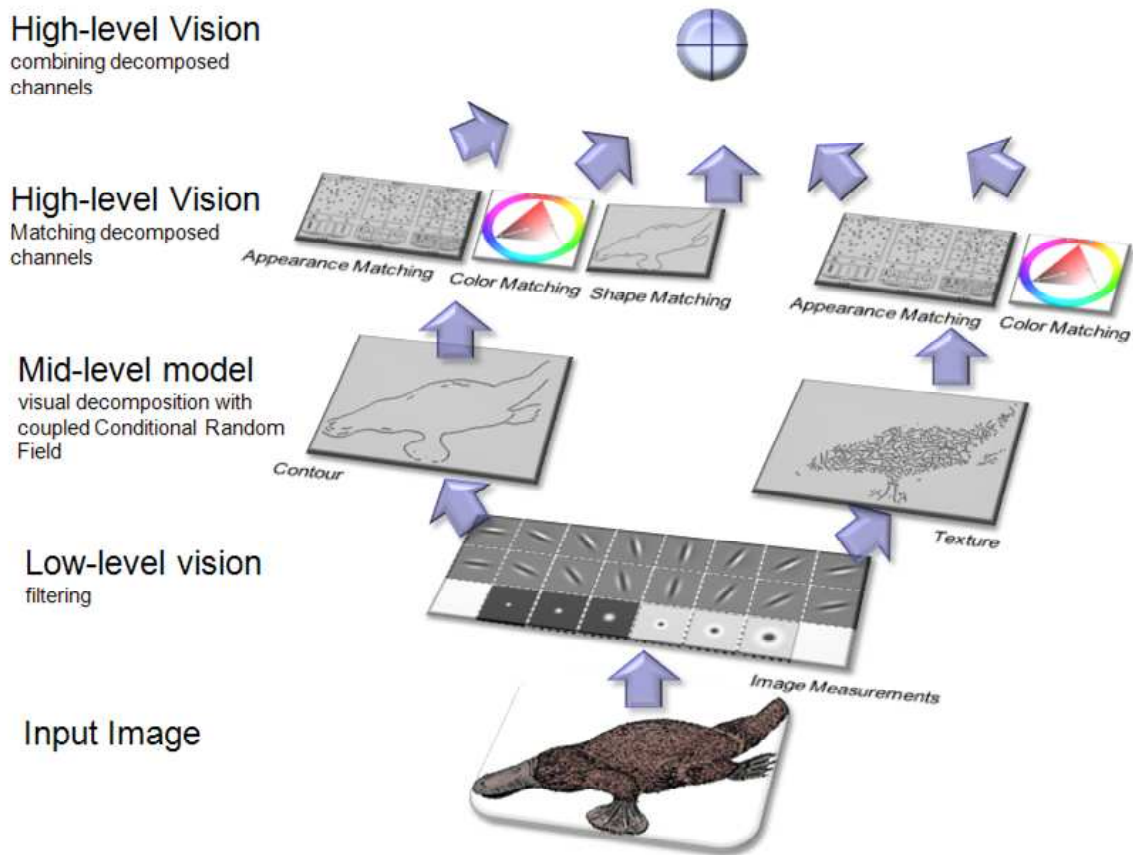 High-level Vision
combining decomposed
channels
High-level Vision
Matching decomposed
channels
Appearance Matching
Color Matching
Shape Matching
Appearance Matching
Color Matching
Mid-level model
visual decomposition with
coupled Conditional Random
Field
Contour
Texture
Low-level vision
filtering
Image Measurements
Input Image